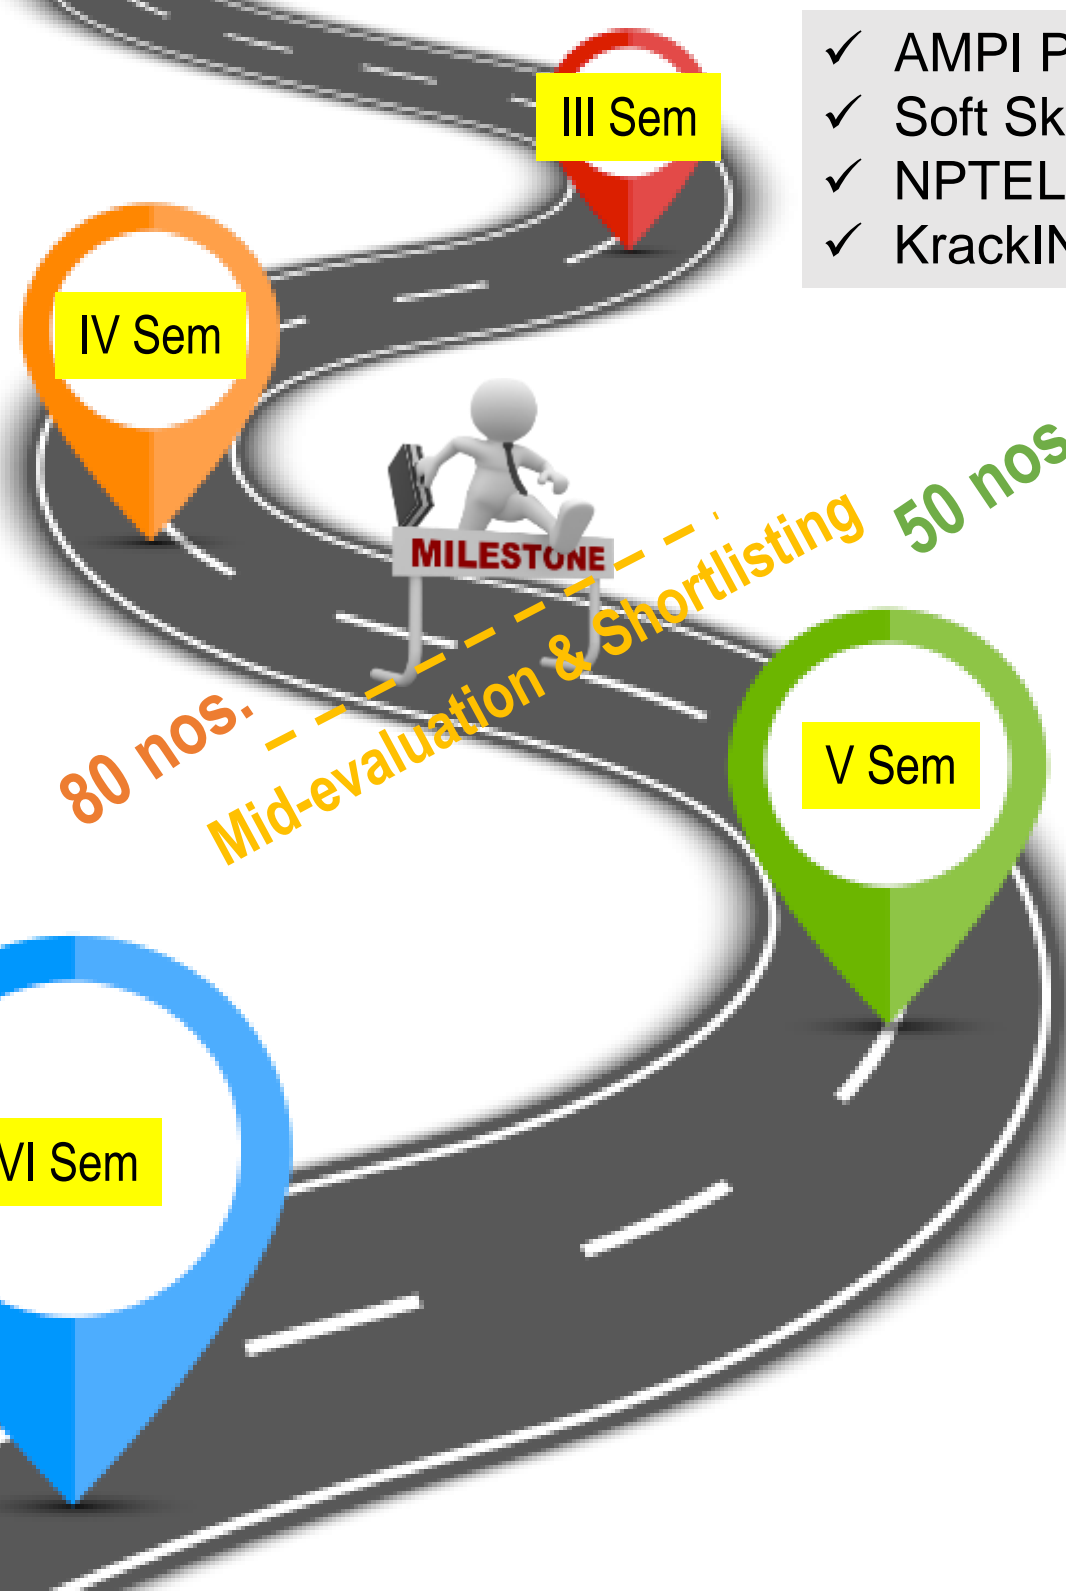 III Sem
AMPI P
Soft Sk
NPTEL
KrackIN
IV Sem
MILESTONE
50 nos
Mid-evaluation & Shortlisting
80 nos.
V Sem
VI Sem